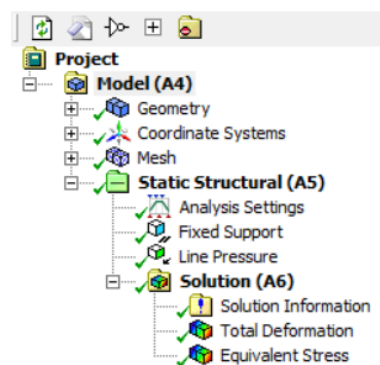 Project
Model (A4)
Geometry
Coordinate Systems
Mesh
Static Structural (A5)
Analysis Settings
Fixed Support
Line Pressure
Solution (A6)
Solution Information
Total Deformation
Equivalent Stress